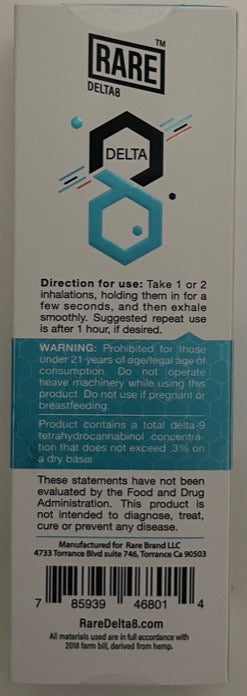 RARE™
DELTA8
DELTA
Direction for use: Take 1 or 2
inhalations, holding them in for a
few seconds, and then exhale
smoothly. Suggested repeat use
is after 1 hour, if desired.
WARNING: Prohibited for those
under 21 years of age/legal age of
consumption. Do not operate
heave machinery while using this
product. Do not use if pregnant or
breastfeeding.
Product contains a total delta-9
tetrahydrocannabinol concentra-
tion that does not exceed .3% on
a dry basis
These statements have not been
evaluated by the Food and Drug
Administration. This product is
not intended to diagnose, treat,
cure or prevent any disease.
Manufactured for Rare Brand LLC
4733 Torrance Blvd suite 746, Torrance Ca 90503
7 85939 46801 4
RareDelta8.com
All materials used are in full accordance with
2018 farm bill, derived from hemp.